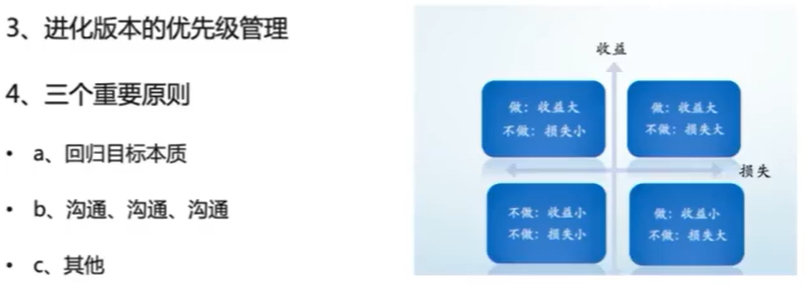 3、进化版本的优先级管理
4、三个重要原则
• a、回归目标本质
• b、沟通、沟通、沟通
• c、其他
收益
做：收益大
不做：损失小
做：收益大
不做：损失大
损失
不做：收益小
不做：损失小
做：收益小
不做：损失大